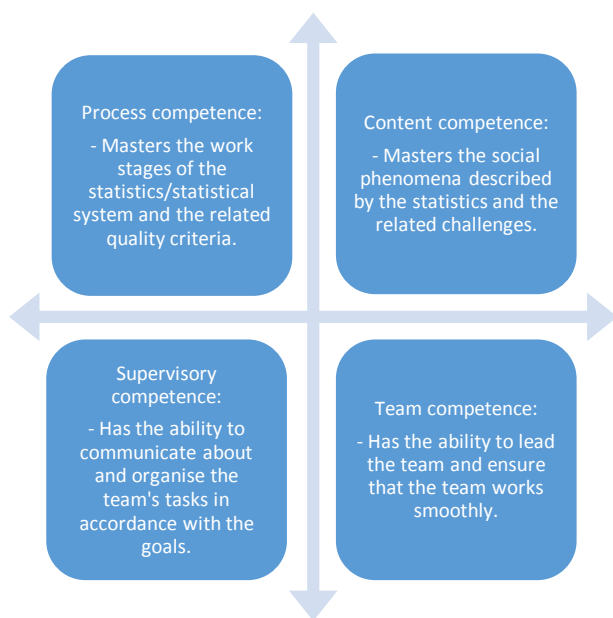 Process competence:
- Masters the work
stages of the
statistics/statistical
system and the related
quality criteria.
Content competence:
- Masters the social
phenomena described
by the statistics and the
related challenges.
Supervisory
competence:
- Has the ability to
communicate about
and organise the
team's tasks in
accordance with the
goals.
Team competence:
- Has the ability to lead
the team and ensure
that the team works
smoothly.